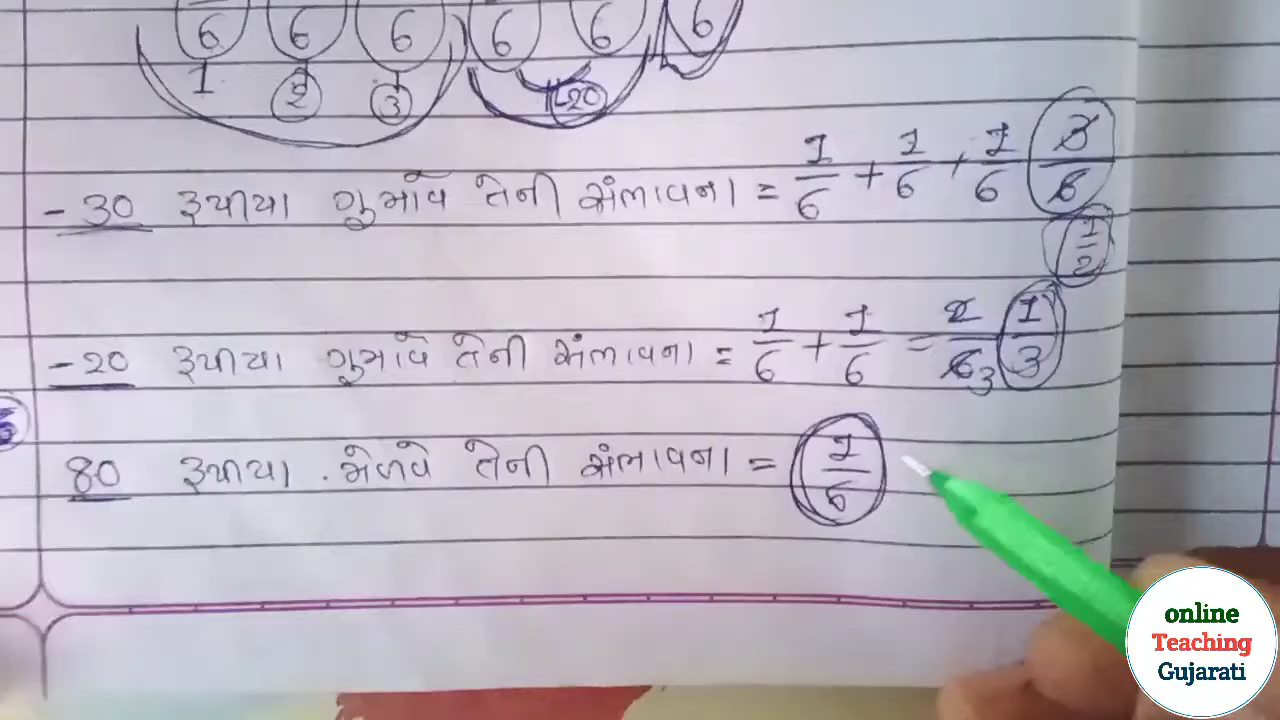 6 6 6 6 6 6
1 2 3 20
-30 રૂપીયા ગુમાવે તેની સંભાવના = 1/6 + 1/6 + 1/6 3/6
1/2
-20 રૂપીયા ગુમાવે તેની સંભાવના = 1/6 + 1/6 = 2/6 3 1/3
80 રૂપીયા . મેળવે તેની સંભાવના = 1/6
online
Teaching
Gujarati